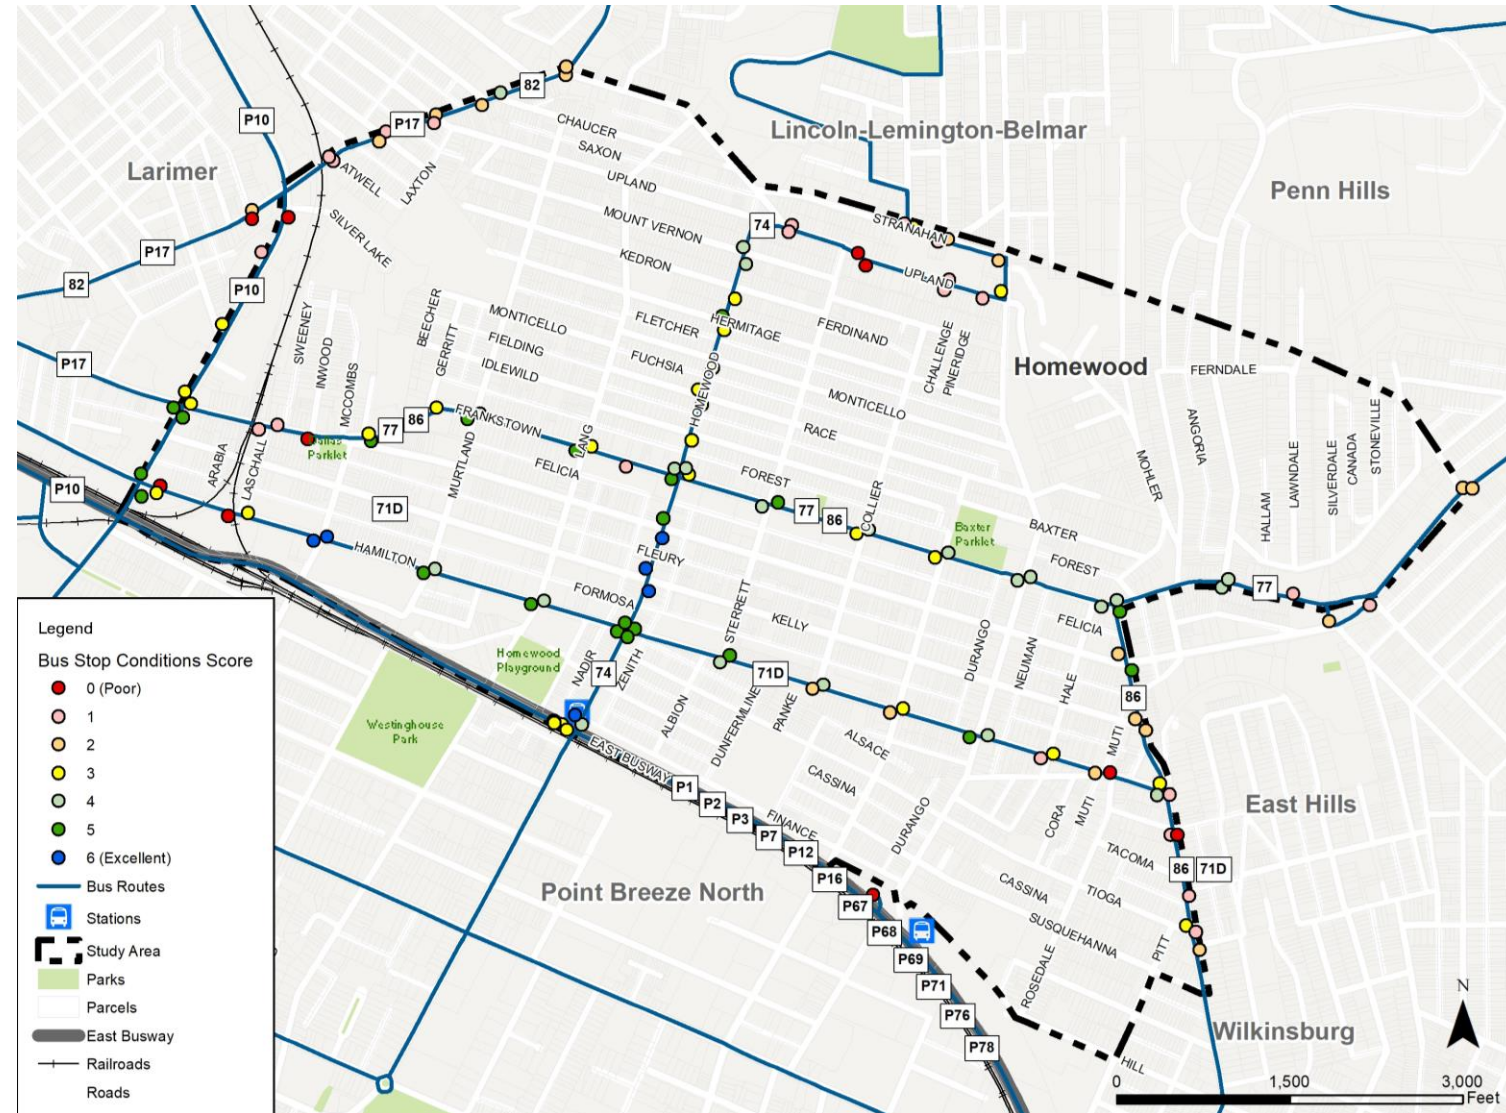 82
P17
P10
CHAUCER
SAXON
UPLAND
Lincoln-Lemington-Belmar
Larimer
ATWELL
LAXTON
Penn Hills
SILVER LAKE
MOUNT VERNON
74
STRANAHAN
P17
KEDRON
UPLAND
82
P10
SWEENEY
INWOOD
MCCOMBS
BEECHER
GERRITT
MONTICELLO
FIELDING
IDLEWILD
FLETCHER
HERMITAGE
FERDINAND
FUCHSIA
HOMEWOOD
CHALLENGE
PINERIDGE
P17
Homewood
FERNDALE
MONTICELLO
RACE
77
86
FRANKSTOWN
LANG
FELICIA
Dallas
Parklet
ARABIA
LASCHALL
MURTLAND
FOREST
77
86
COLLIER
MOHLER
ANGORIA
HALLAM
LAWNDALE
SILVERDALE
CANADA
STONEVILLE
P10
71D
Baxter
Parklet
BAXTER
FOREST
HAMILTON
FLEURY
FORMOSA
STERRETT
KELLY
FELICIA
77
Homewood
Playground
NADIR
ZENITH
74
71D
DURANGO
NEUMAN
HALE
86
Westinghouse
Park
ALBION
DUNFERMLINE
PANKE
ALSACE
MUTI
EAST BUSWAY
CASSINA
P1
P2
P3
P7
P12
P16
P67
P68
P69
P71
P76
P78
FINANCE
DURANGO
CORA
MUTI
East Hills
TACOMA
86
71D
Point Breeze North
CASSINA
TIOGA
SUSQUEHANNA
ROSEDALE
PITT
HILL
Wilkinsburg
N
0
1,500
3,000
Feet
Legend
Bus Stop Conditions Score
0 (Poor)
1
2
3
4
5
6 (Excellent)
Bus Routes
Stations
Study Area
Parks
Parcels
East Busway
Railroads
Roads